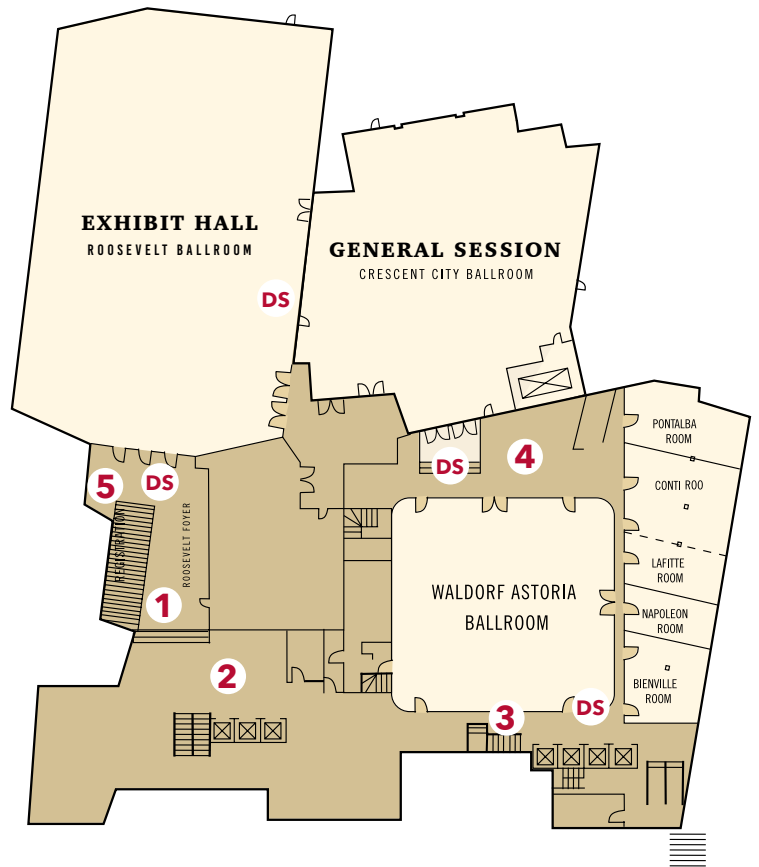 EXHIBIT HALL
ROOSEVELT BALLROOM
GENERAL SESSION
CRESCENT CITY BALLROOM
DS
PONTALBA
ROOM
4
DS
5
DS
CONTI ROO
REGISTRATION
ROOSEVELT FOYER
LAFITTE
ROOM
WALDORF ASTORIA
BALLROOM
1
NAPOLEON
ROOM
2
BIENVILLE
ROOM
3
DS